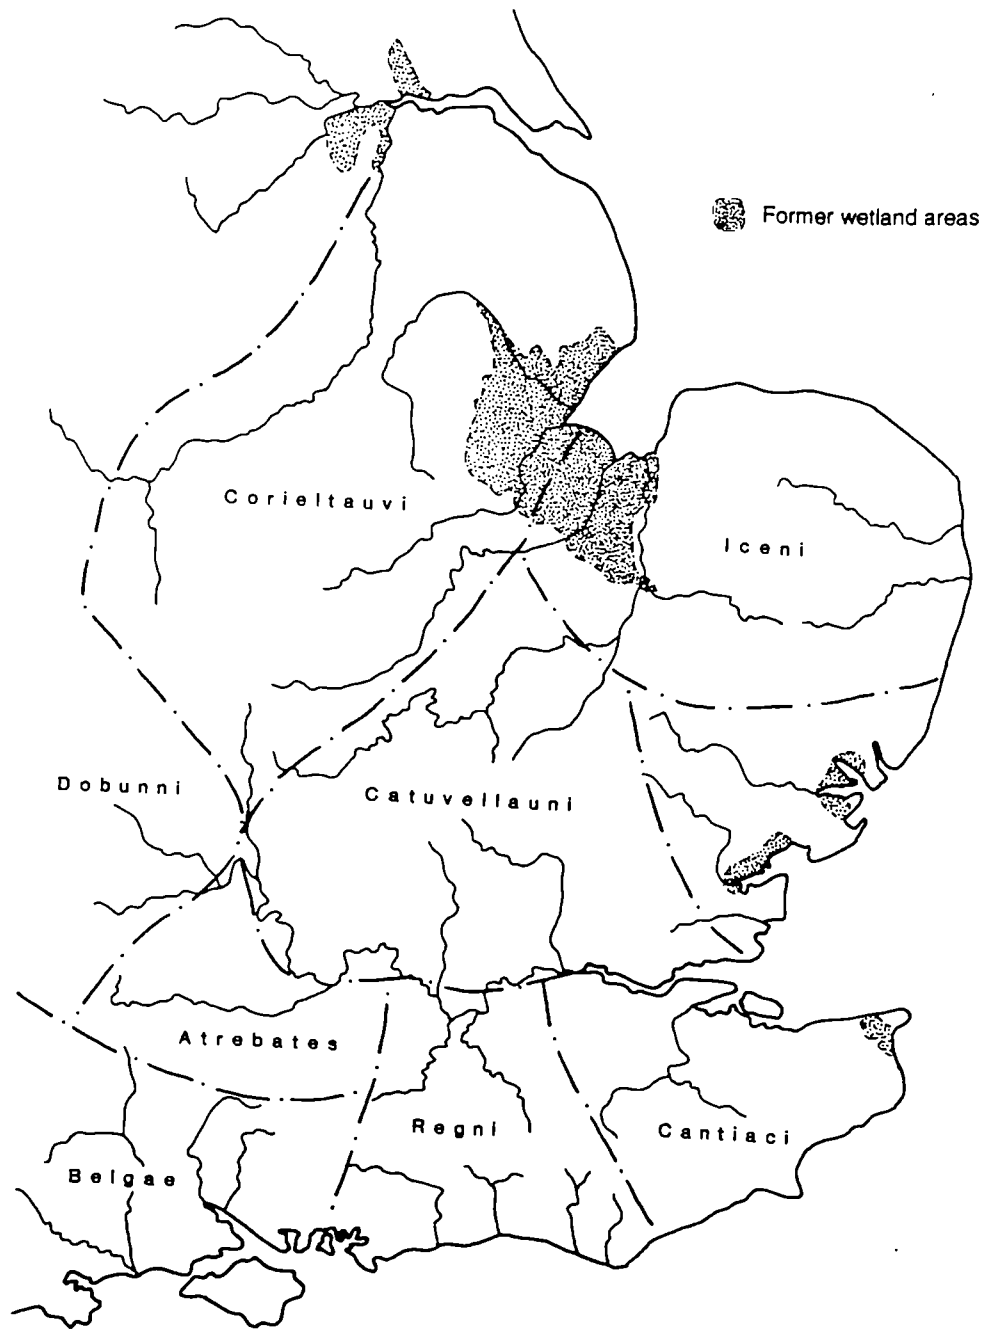 Former wetland areas
Corieltauvi
Iceni
Dobunni
Catuvellauni
Atrebates
Regni
Cantiaci
Belgae